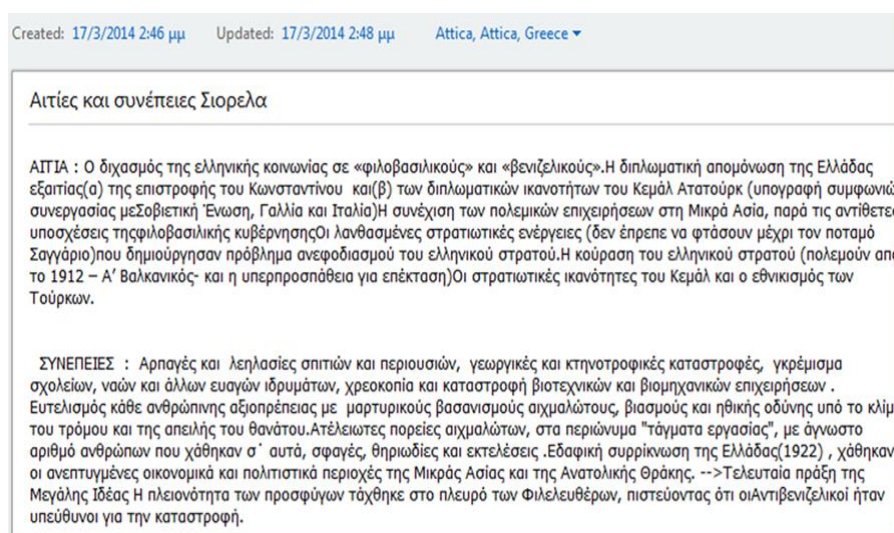 Created: 17/3/2014 2:46 μμ Updated: 17/3/2014 2:48 μμ Attica, Attica, Greece
Αιτίες και συνέπειες Σιορελα
ΑΙΤΙΑ : Ο διχασμός της ελληνικής κοινωνίας σε «φιλοβασιλικούς» και «βενιζελικούς».Η διπλωματική απομόνωση της Ελλάδας
εξαιτίας(α) της επιστροφής του Κωνσταντίνου και(β) των διπλωματικών ικανοτήτων του Κεμάλ Ατατούρκ (υπογραφή συμφωνιώ
συνεργασίας μεΣοβιετική Ένωση, Γαλλία και Ιταλία)Η συνέχιση των πολεμικών επιχειρήσεων στη Μικρά Ασία, παρά τις αντίθετες
υποσχέσεις τηςφιλοβασιλικής κυβέρνησηςΟι λανθασμένες στρατιωτικές ενέργειες (δεν έπρεπε να φτάσουν μέχρι τον ποταμό
Σαγγάριο)που δημιούργησαν πρόβλημα ανεφοδιασμού του ελληνικού στρατού.Η κούραση του ελληνικού στρατού (πολεμούν απ
το 1912 – Α’ Βαλκανικός- και η υπερπροσπάθεια για επέκταση)Οι στρατιωτικές ικανότητες του Κεμάλ και ο εθνικισμός των
Τούρκων.
ΣΥΝΕΠΕΙΕΣ : Αρπαγές και λεηλασίες σπιτιών και περιουσιών, γεωργικές και κτηνοτροφικές καταστροφές, γκρέμισμα
σχολείων, ναών και άλλων ευαγών ιδρυμάτων, χρεοκοπία και καταστροφή βιοτεχνικών και βιομηχανικών επιχειρήσεων .
Ευτελισμός κάθε ανθρώπινης αξιοπρέπειας με μαρτυρικούς βασανισμούς αιχμαλώτους, βιασμούς και ηθικής οδύνης υπό το κλίμ
του τρόμου και της απειλής του θανάτου.Ατέλειωτες πορείες αιχμαλώτων, στα περιώνυμα "τάγματα εργασίας", με άγνωστο
αριθμό ανθρώπων που χάθηκαν σ΄ αυτά, σφαγές, θηριωδίες και εκτελέσεις .Εδαφική συρρίκνωση της Ελλάδας(1922) , χάθηκαν
οι ανεπτυγμένες οικονομικά και πολιτιστικά περιοχές της Μικράς Ασίας και της Ανατολικής Θράκης. -->Τελευταία πράξη της
Μεγάλης Ιδέας Η πλειονότητα των προσφύγων τάχθηκε στο πλευρό των Φιλελευθέρων, πιστεύοντας ότι οιΑντιβενιζελικοί ήταν
υπεύθυνοι για την καταστροφή.